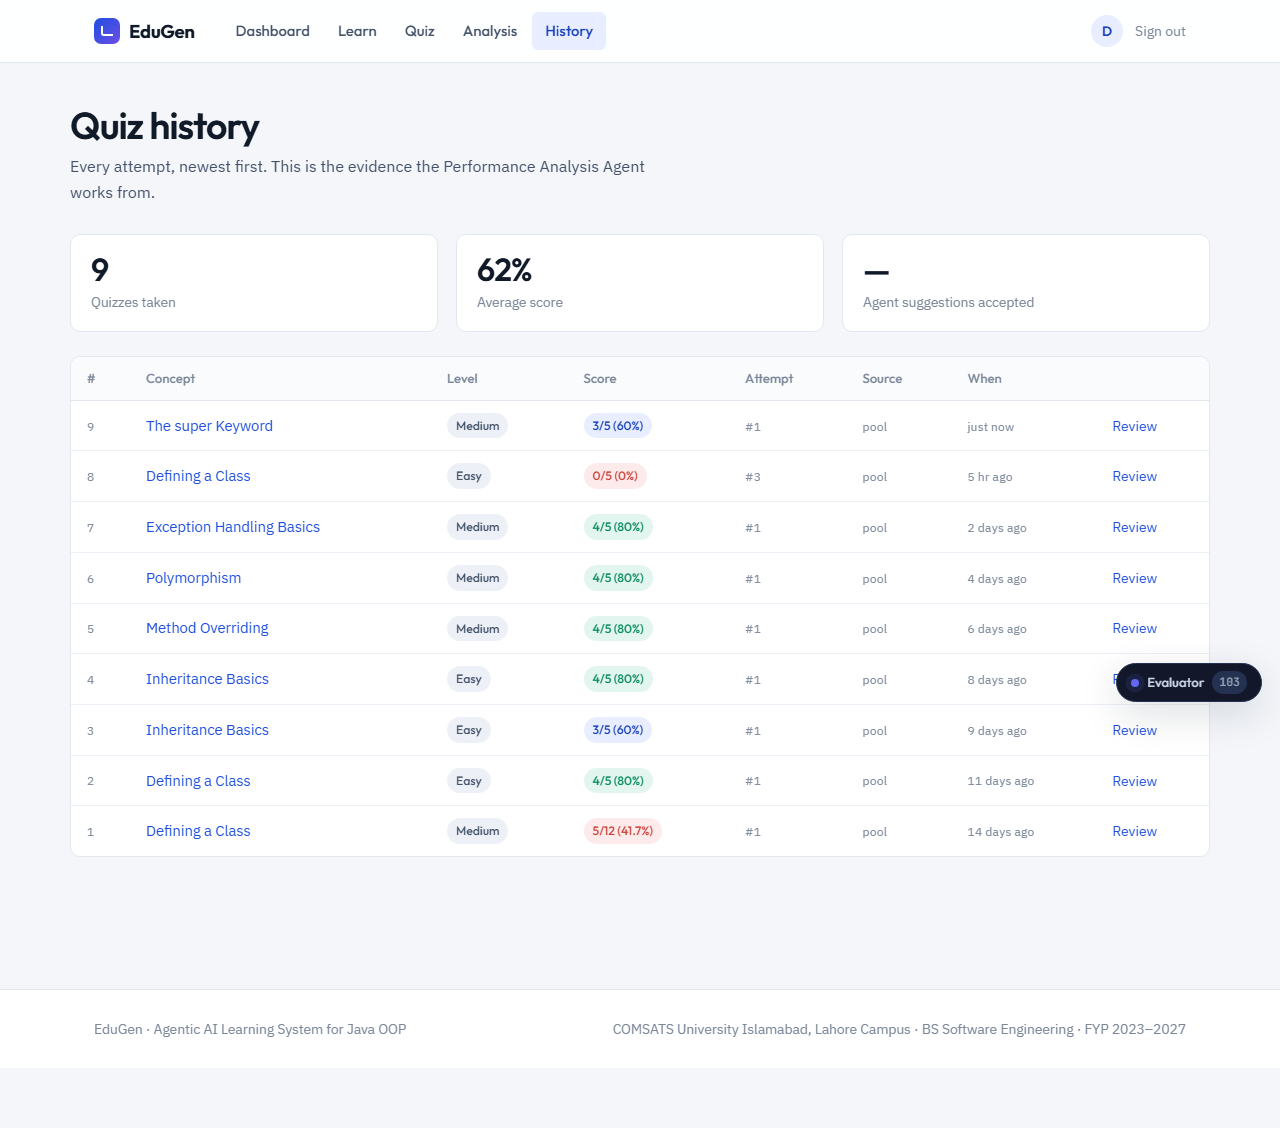 EduGen Dashboard Learn Quiz Analysis History D Sign out
Quiz history
Every attempt, newest first. This is the evidence the Performance Analysis Agent
works from.
9 62% —
Quizzes taken Average score Agent suggestions accepted
# Concept Level Score Attempt Source When
9 The super Keyword Medium 3/5 (60%) #1 pool just now Review
8 Defining a Class Easy 0/5 (0%) #3 pool 5 hr ago Review
7 Exception Handling Basics Medium 4/5 (80%) #1 pool 2 days ago Review
6 Polymorphism Medium 4/5 (80%) #1 pool 4 days ago Review
5 Method Overriding Medium 4/5 (80%) #1 pool 6 days ago Review
4 Inheritance Basics Easy 4/5 (80%) #1 pool 8 days ago
Evaluator 103
3 Inheritance Basics Easy 3/5 (60%) #1 pool 9 days ago Review
2 Defining a Class Easy 4/5 (80%) #1 pool 11 days ago Review
1 Defining a Class Medium 5/12 (41.7%) #1 pool 14 days ago Review
EduGen · Agentic AI Learning System for Java OOP COMSATS University Islamabad, Lahore Campus · BS Software Engineering · FYP 2023–2027